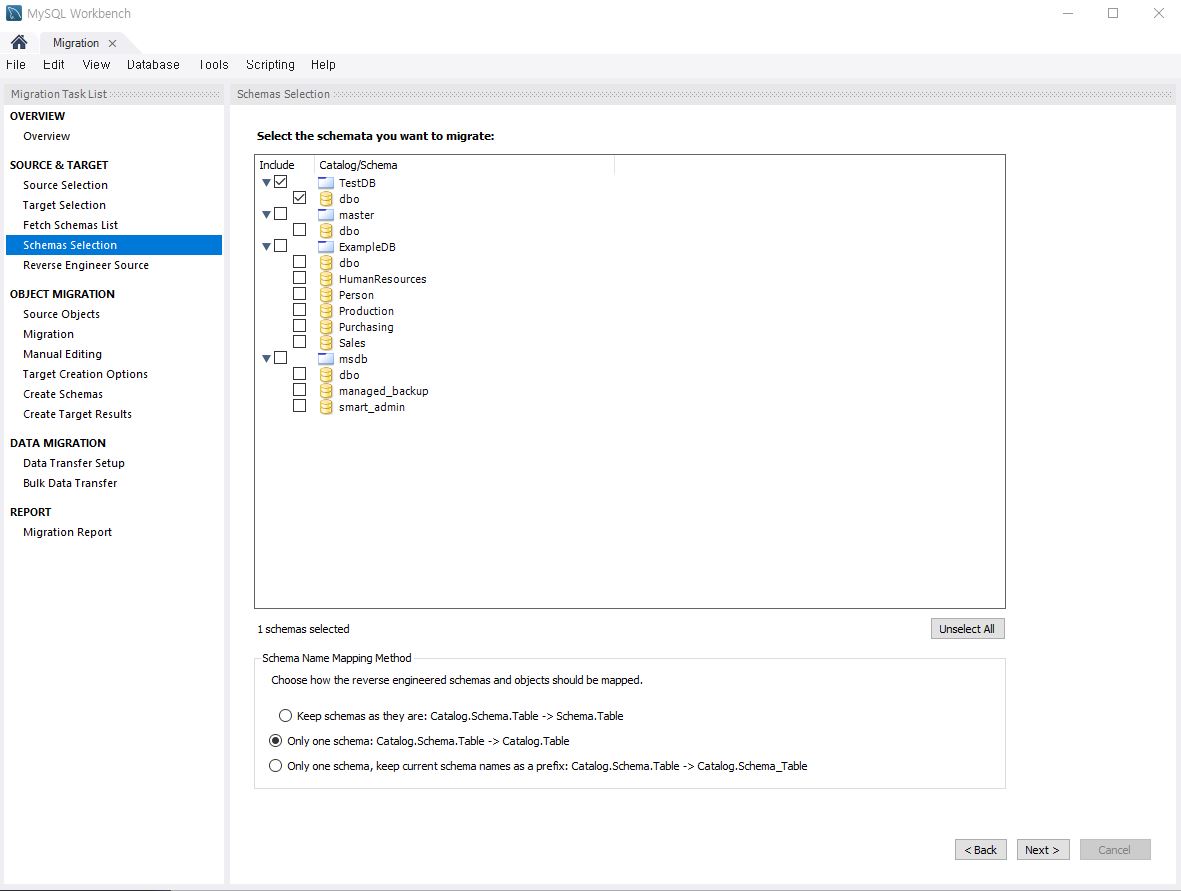 MySQL Workbench
Migration
File Edit View Database Tools Scripting Help
Migration Task List
OVERVIEW
Overview
SOURCE & TARGET
Source Selection
Target Selection
Fetch Schemas List
Schemas Selection
Reverse Engineer Source
OBJECT MIGRATION
Source Objects
Migration
Manual Editing
Target Creation Options
Create Schemas
Create Target Results
DATA MIGRATION
Data Transfer Setup
Bulk Data Transfer
REPORT
Migration Report
Schemas Selection
Select the schemata you want to migrate:
Include Catalog/Schema
TestDB
dbo
master
dbo
ExampleDB
dbo
HumanResources
Person
Production
Purchasing
Sales
msdb
dbo
managed_backup
smart_admin
1 schemas selected
Unselect All
Schema Name Mapping Method
Choose how the reverse engineered schemas and objects should be mapped.
Keep schemas as they are: Catalog.Schema.Table -> Schema.Table
Only one schema: Catalog.Schema.Table -> Catalog.Table
Only one schema, keep current schema names as a prefix: Catalog.Schema.Table -> Catalog.Schema_Table
< Back Next > Cancel